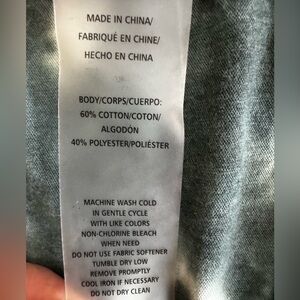 MADE IN CHINA/
FABRIQUÉ EN CHINE/
HECHO EN CHINA
BODY/CORPS/CUERPO:
60% COTTON/COTON/
ALGODÓN
40% POLYESTER/POLIÉSTER
MACHINE WASH COLD
IN GENTLE CYCLE
WITH LIKE COLORS
NON-CHLORINE BLEACH
WHEN NEED
DO NOT USE FABRIC SOFTENER
TUMBLE DRY LOW
REMOVE PROMPTLY
COOL IRON IF NECESSARY
DO NOT DRY CLEAN